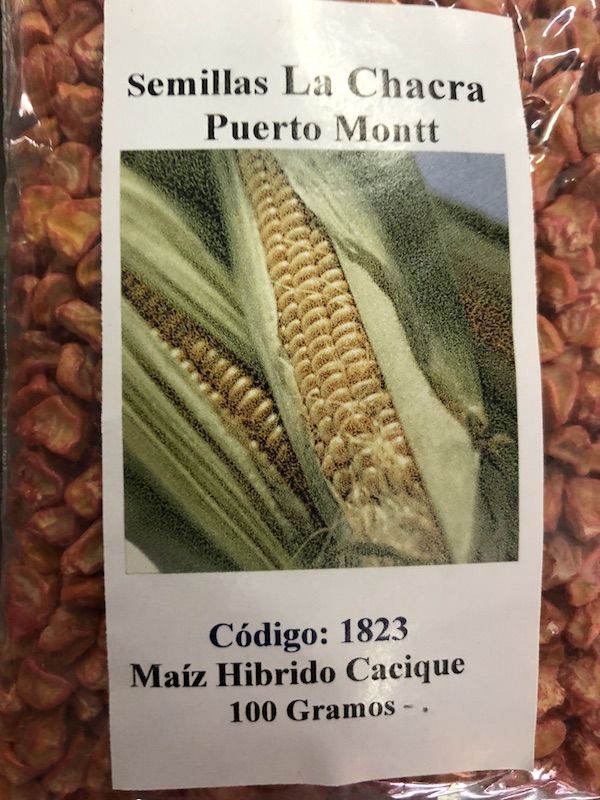 Semillas La Chacra
Puerto Montt
Código: 1823
Maíz Hibrido Cacique
100 Gramos - .